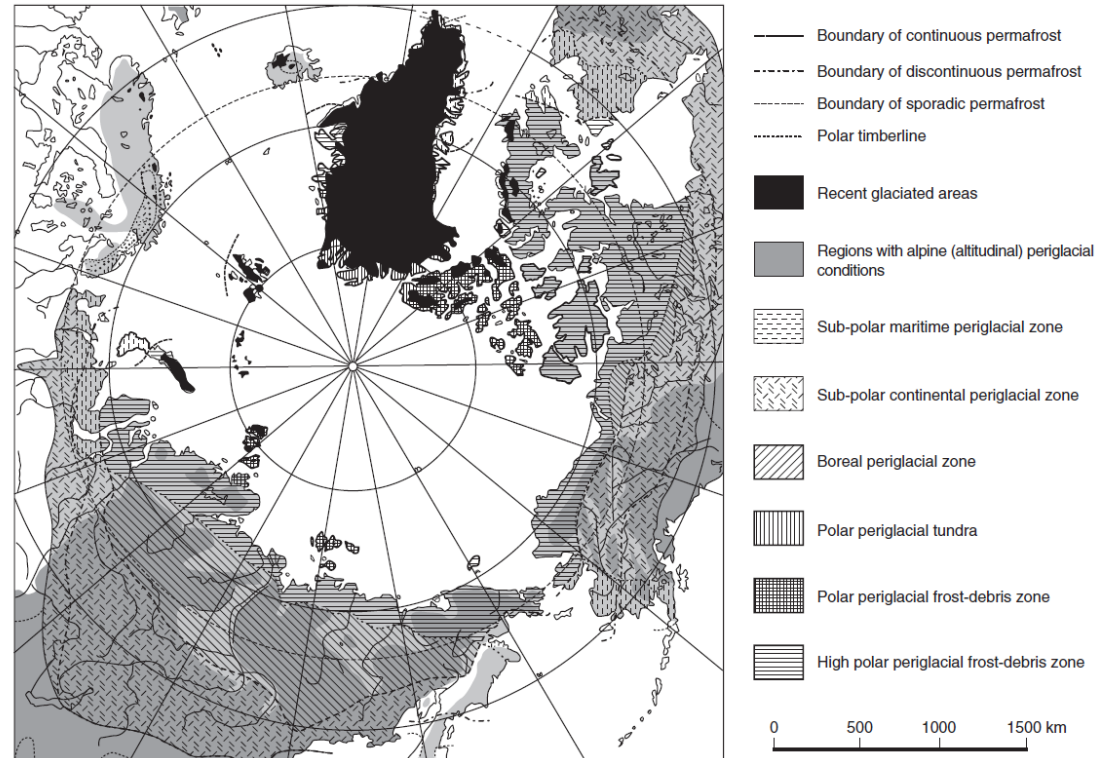 Boundary of continuous permafrost
Boundary of discontinuous permafrost
Boundary of sporadic permafrost
Polar timberline
Recent glaciated areas
Regions with alpine (altitudinal) periglacial
conditions
Sub-polar maritime periglacial zone
Sub-polar continental periglacial zone
Boreal periglacial zone
Polar periglacial tundra
Polar periglacial frost-debris zone
High polar periglacial frost-debris zone
0 500 1000 1500 km